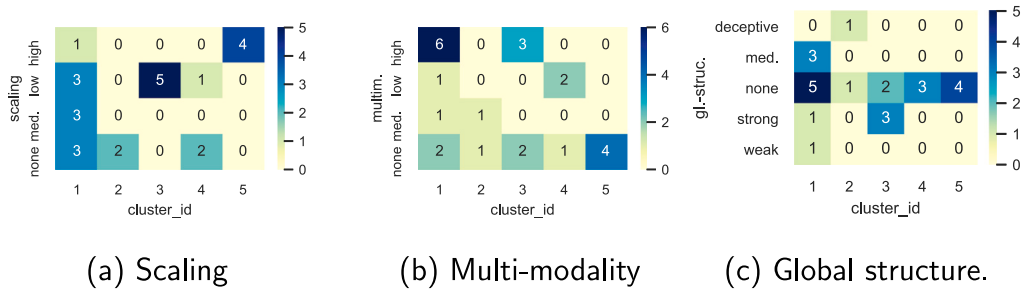 scaling
high
low
med.
none
1 0 0 0 4
3 0 5 1 0
3 0 0 0 0
3 2 0 2 0
1 2 3 4 5
cluster_id
5
4
3
2
1
0
(a) Scaling
multim.
high
low
med.
none
6 0 3 0 0
1 0 0 2 0
1 1 0 0 0
2 1 2 1 4
1 2 3 4 5
cluster_id
6
4
2
0
(b) Multi-modality
gl.-struc.
deceptive 0 1 0 0 0
med. 3 0 0 0 0
none 5 1 2 3 4
strong 1 0 3 0 0
weak 1 0 0 0 0
1 2 3 4 5
cluster_id
5
4
3
2
1
0
(c) Global structure.